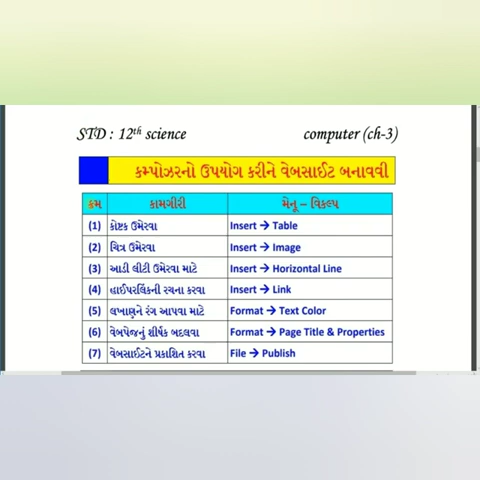 STD : 12th science computer (ch-3)
કમ્પોઝરનો ઉપયોગ કરીને વેબસાઈટ બનાવવી
ક્રમ કામગીરી મેનૂ – વિકલ્પ
(1) કોષ્ટક ઉમેરવા Insert → Table
(2) ચિત્ર ઉમેરવા Insert → Image
(3) આડી લીટી ઉમેરવા માટે Insert → Horizontal Line
(4) હાઈપરલિંકની રચના કરવા Insert → Link
(5) લખાણને રંગ આપવા માટે Format → Text Color
(6) વેબપેજનું શીર્ષક બદલવા Format → Page Title & Properties
(7) વેબસાઈટને પ્રકાશિત કરવા File → Publish